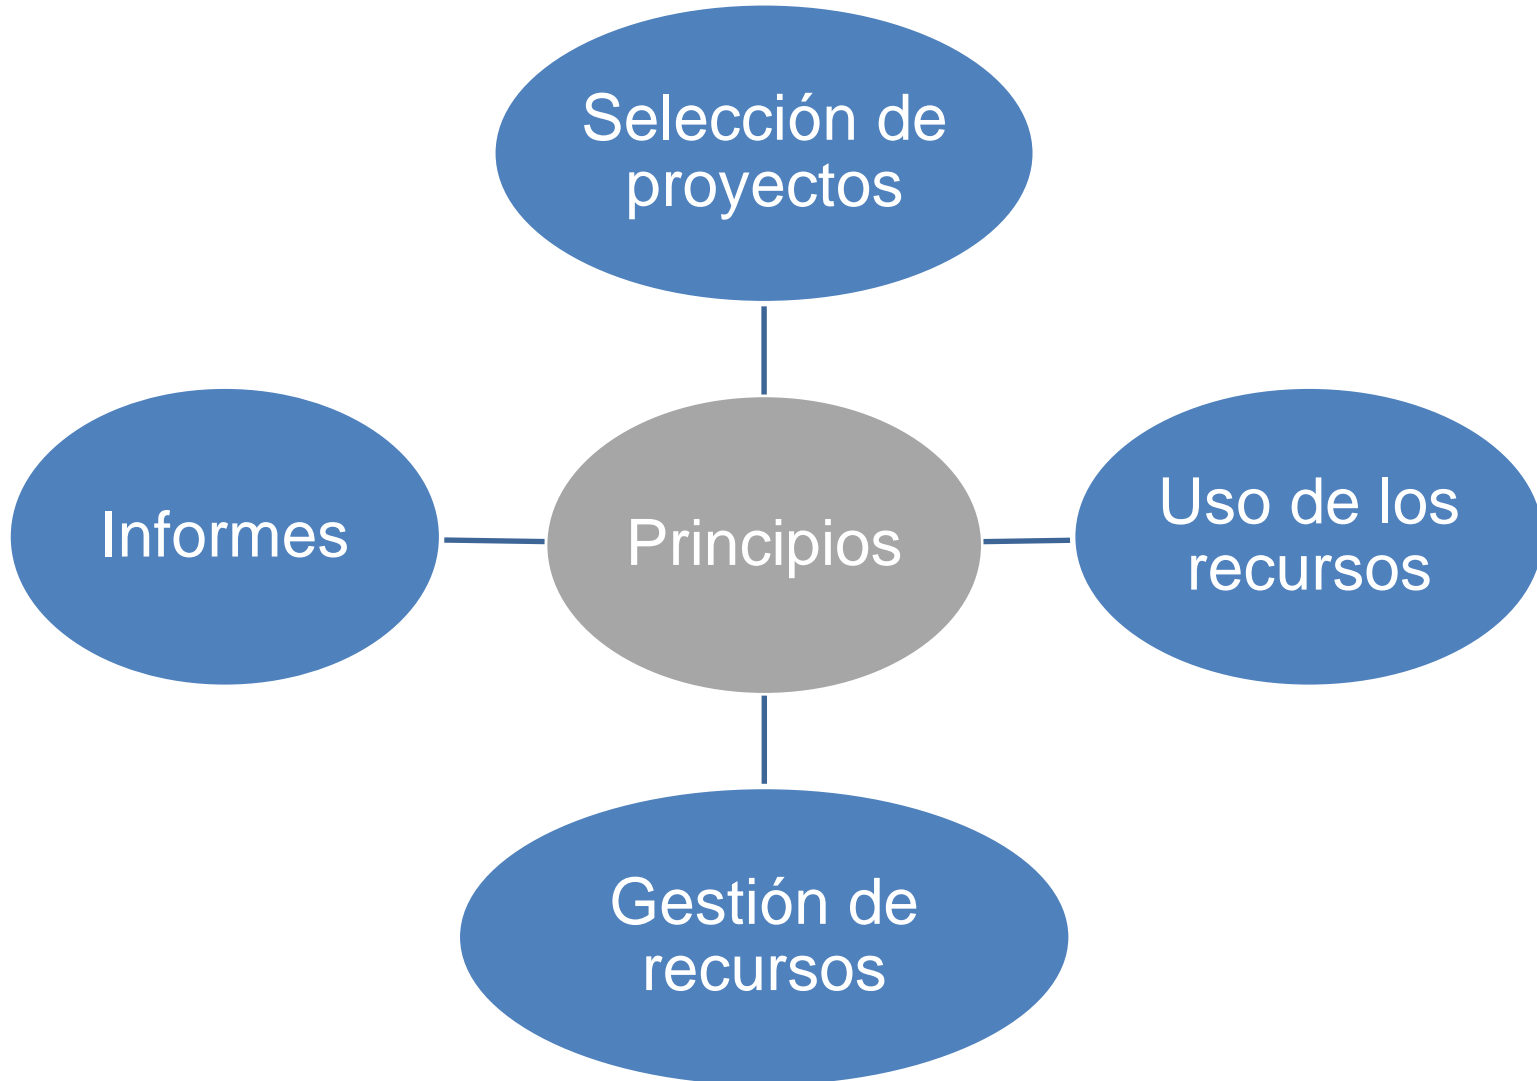 Selección de
proyectos
Informes
Principios
Uso de los
recursos
Gestión de
recursos